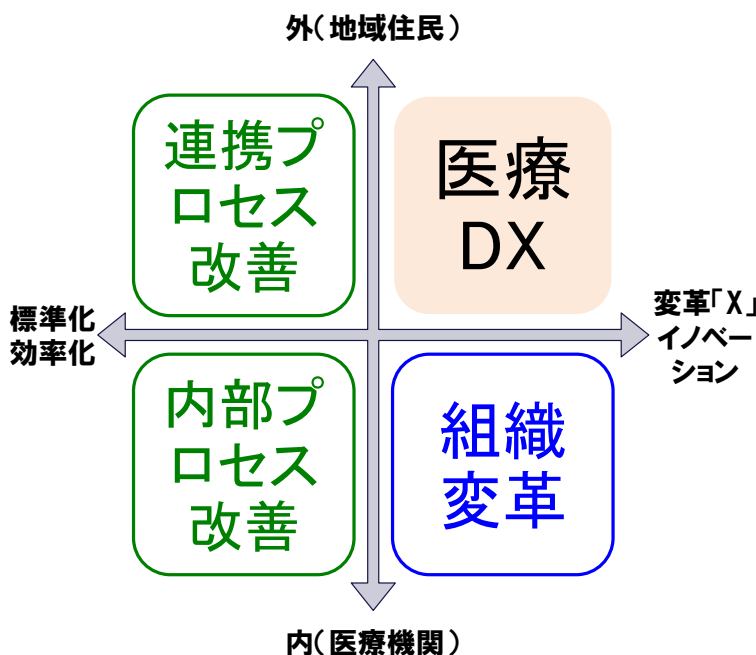 外（地域住民）
連携プ
ロセス
改善
医療
DX
標準化
効率化
変革「X」
イノベー
ション
内部プ
ロセス
改善
組織
変革
内（医療機関）